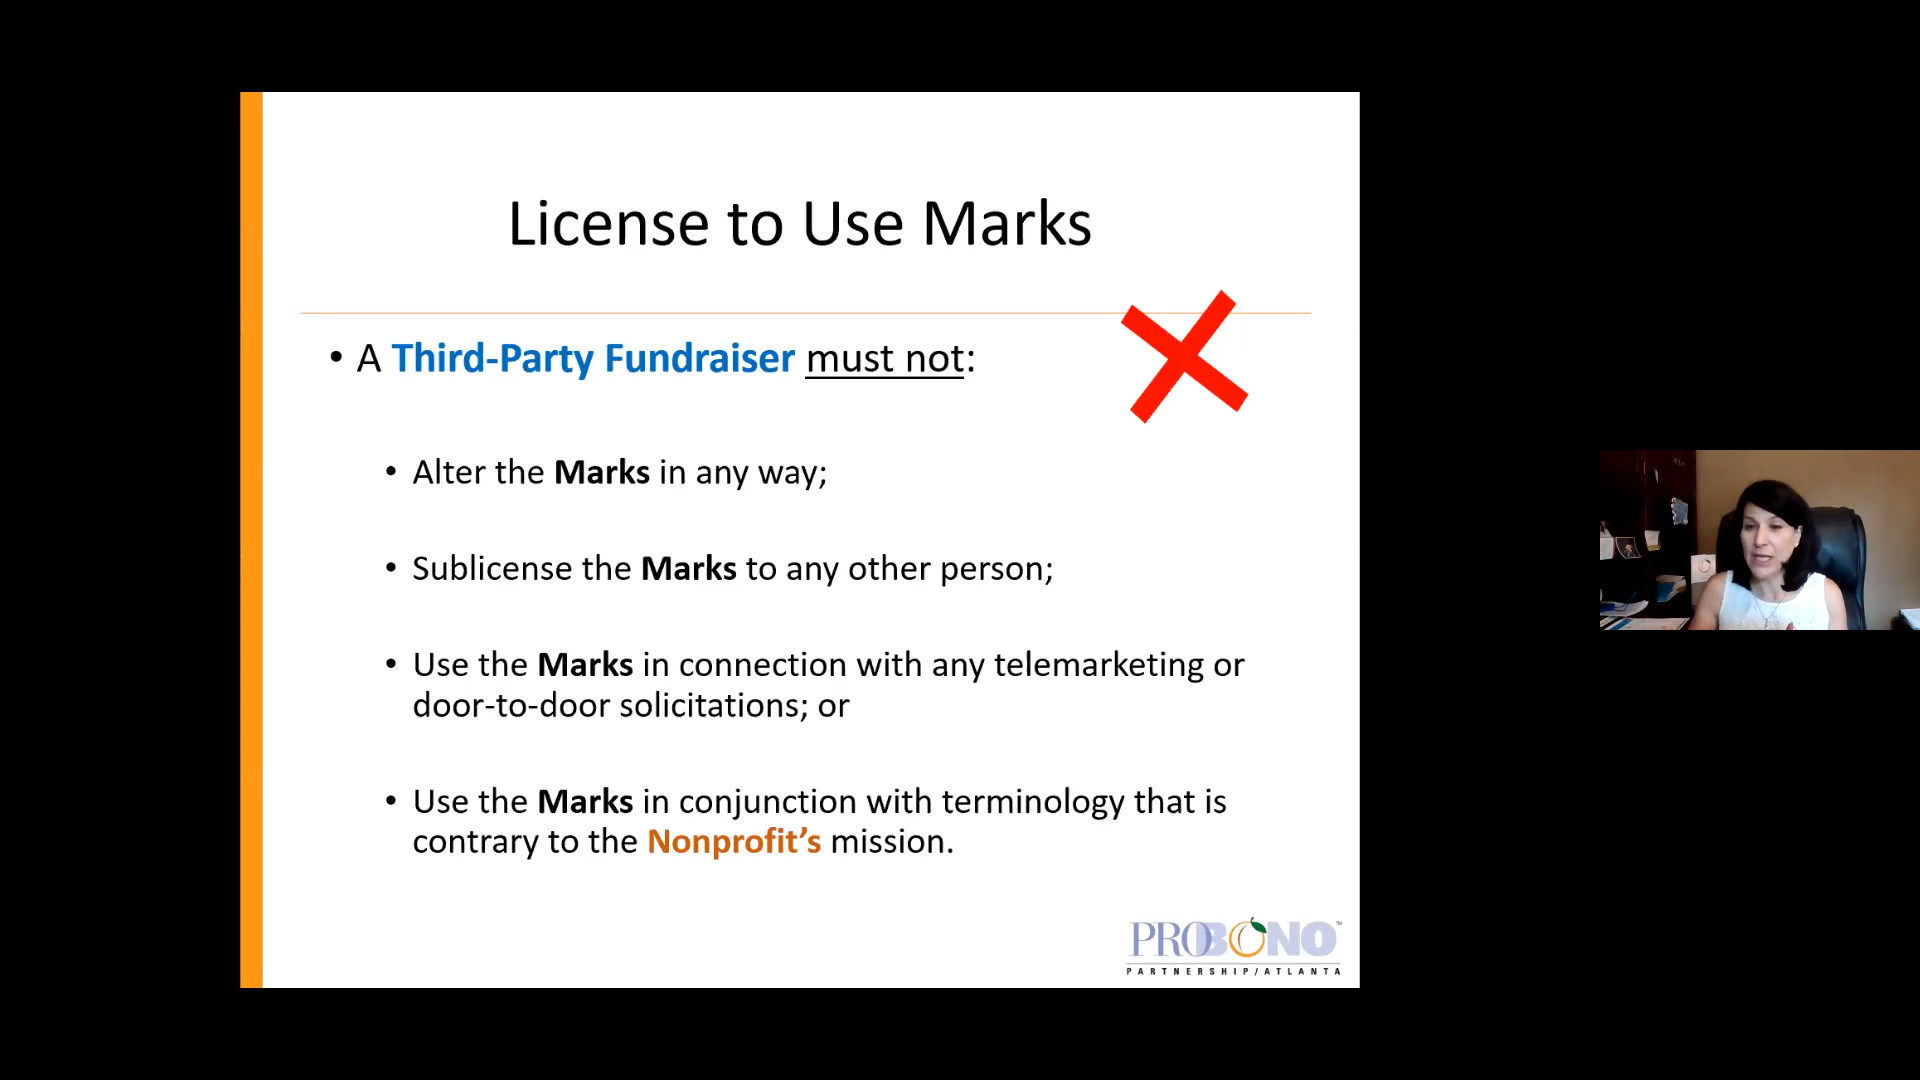 License to Use Marks
• A Third-Party Fundraiser must not:
• Alter the Marks in any way;
• Sublicense the Marks to any other person;
• Use the Marks in connection with any telemarketing or
door-to-door solicitations; or
• Use the Marks in conjunction with terminology that is
contrary to the Nonprofit's mission.
PROBONO™
PARTNERSHIP/ATLANTA